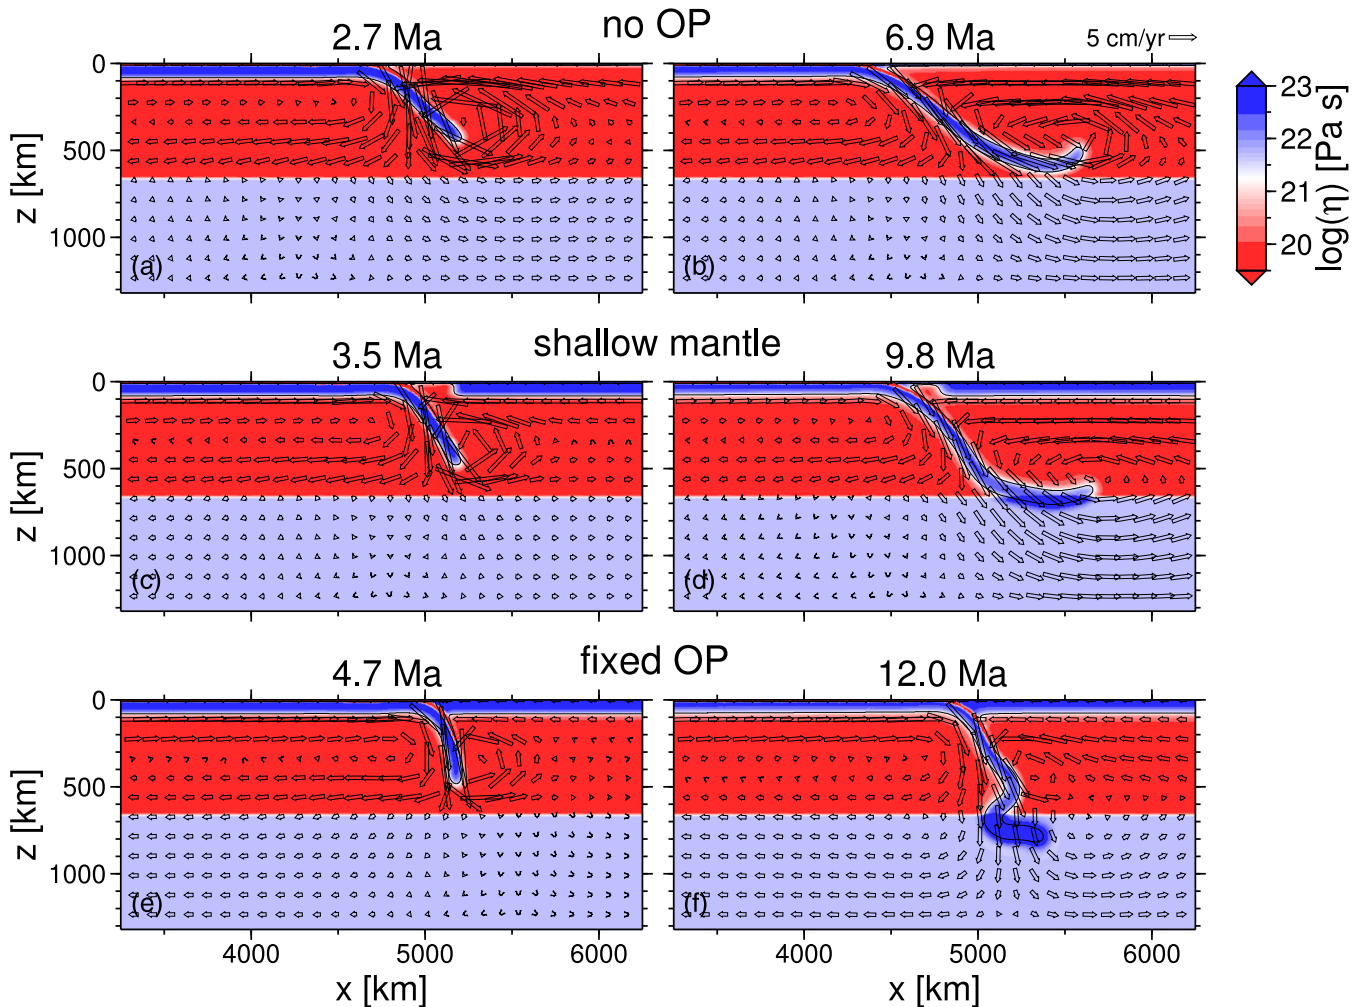 no OP
2.7 Ma 6.9 Ma 5 cm/yr
0
500
1000
z [km]
(a) (b)
23
22
21
20
log(η) [Pa s]
shallow mantle
3.5 Ma 9.8 Ma
0
500
1000
z [km]
(c) (d)
fixed OP
4.7 Ma 12.0 Ma
0
500
1000
z [km]
(e) (f)
4000 5000 6000 4000 5000 6000
x [km] x [km]